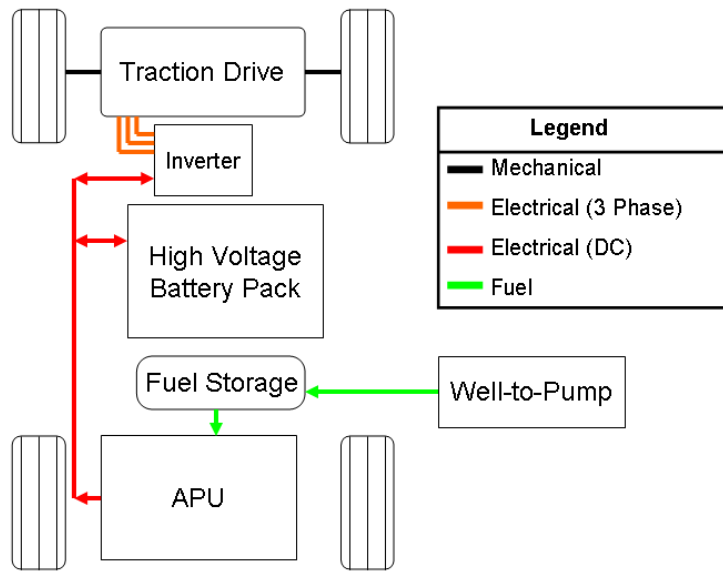 Traction Drive
Inverter
High Voltage
Battery Pack
Fuel Storage
Well-to-Pump
APU
Legend
Mechanical
Electrical (3 Phase)
Electrical (DC)
Fuel